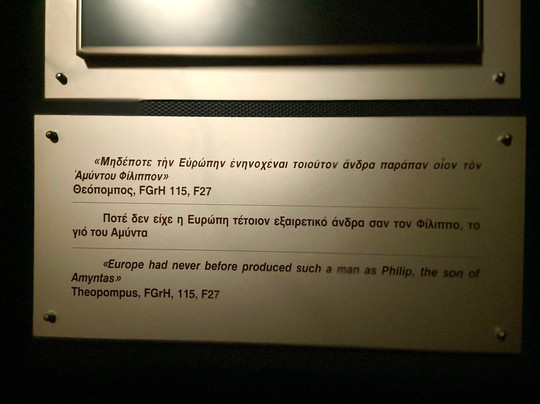 «Μηδέποτε τὴν Εὐρώπην ἐνηνοχέναι τοιοῦτον ἄνδρα παράπαν οἷον τὸν
Ἀμύντου Φίλιππον»
Θεόπομπος, FGrH 115, F27
Ποτέ δεν είχε η Ευρώπη τέτοιον εξαιρετικό άνδρα σαν τον Φίλιππο, το
γιό του Αμύντα
«Europe had never before produced such a man as Philip, the son of
Amyntas»
Theopompus, FGrH, 115, F27